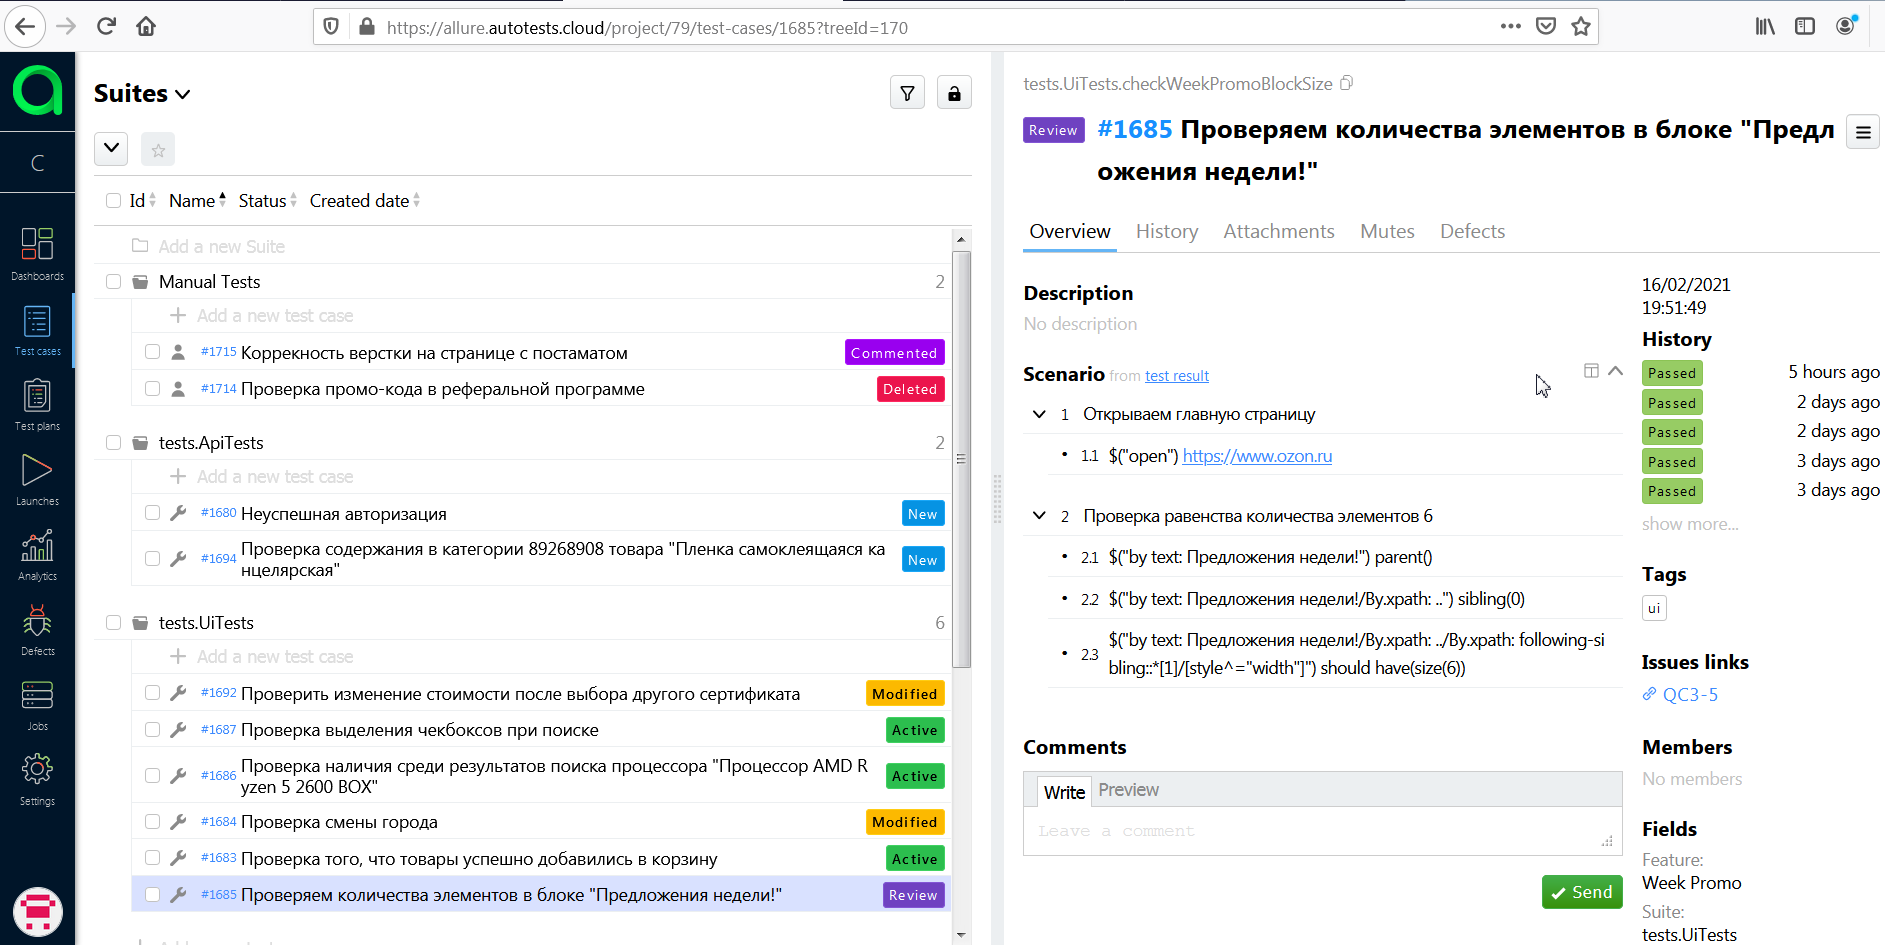 https://allure.autotests.cloud/project/79/test-cases/1685?treeId=170
C
Dashboards
Test cases
Test plans
Launches
Analytics
Defects
Jobs
Settings
Suites
Id Name Status Created date
Add a new Suite
Manual Tests 2
Add a new test case
#1715 Коррекность верстки на странице с постаматом Commented
#1714 Проверка промо-кода в реферальной программе Deleted
tests.ApiTests 2
Add a new test case
#1680 Неуспешная авторизация New
#1694 Проверка содержания в категории 89268908 товара "Пленка самоклеящаяся ка
нцелярская" New
tests.UiTests 6
Add a new test case
#1692 Проверить изменение стоимости после выбора другого сертификата Modified
#1687 Проверка выделения чекбоксов при поиске Active
#1686 Проверка наличия среди результатов поиска процессора "Процессор AMD R
yzen 5 2600 BOX" Active
#1684 Проверка смены города Modified
#1683 Проверка того, что товары успешно добавились в корзину Active
#1685 Проверяем количества элементов в блоке "Предложения недели!" Review
tests.UiTests.checkWeekPromoBlockSize
Review #1685 Проверяем количества элементов в блоке "Предл
ожения недели!"
Overview History Attachments Mutes Defects
Description
No description
Scenario from test result
1 Открываем главную страницу
1.1 $("open") https://www.ozon.ru
2 Проверка равенства количества элементов 6
2.1 $("by text: Предложения недели!") parent()
2.2 $("by text: Предложения недели!/By.xpath: ..") sibling(0)
2.3 $("by text: Предложения недели!/By.xpath: ../By.xpath: following-si
bling::*[1]/[style^="width"]") should have(size(6))
Comments
Write Preview
Leave a comment
Send
16/02/2021
19:51:49
History
Passed 5 hours ago
Passed 2 days ago
Passed 2 days ago
Passed 3 days ago
Passed 3 days ago
show more...
Tags
ui
Issues links
QC3-5
Members
No members
Fields
Feature:
Week Promo
Suite:
tests.UiTests